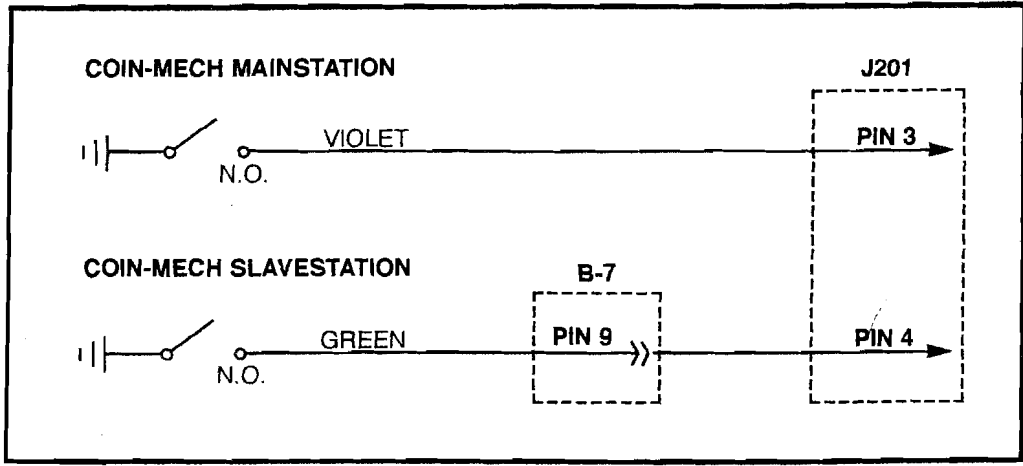 COIN-MECH MAINSTATION
J201
VIOLET
PIN 3
N.O.
COIN-MECH SLAVESTATION
B-7
GREEN
PIN 9
PIN 4
N.O.